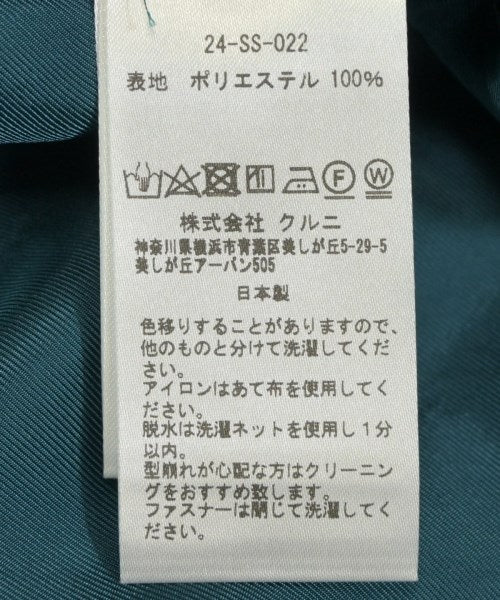 24-SS-022
表地 ポリエステル 100%
F W
株式会社 クルニ
神奈川県横浜市青葉区美しが丘5-29-5
美しが丘アーバン505
日本製
色移りすることがありますので、
他のものと分けて洗濯してくだ
さい。
アイロンはあて布を使用してく
ださい。
脱水は洗濯ネットを使用し1分
以内。
型崩れが心配な方はクリーニン
グをおすすめ致します。
ファスナーは閉じて洗濯してく
ださい。